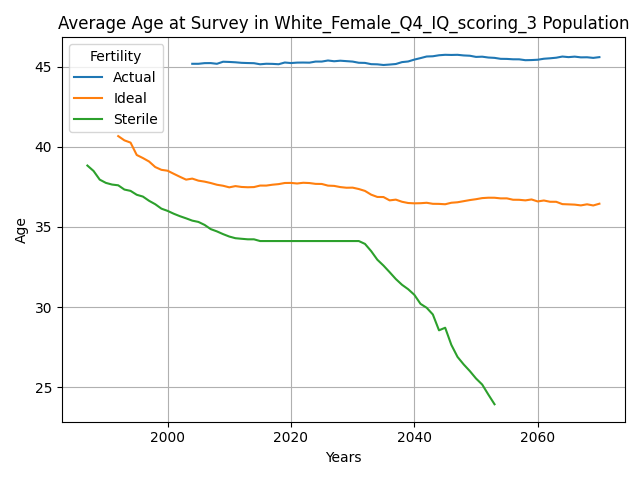 Average Age at Survey in White_Female_Q4_IQ_scoring_3 Population
Fertility
Actual
Ideal
Sterile
45
40
35
30
25
Age
2000
2020
2040
2060
Years